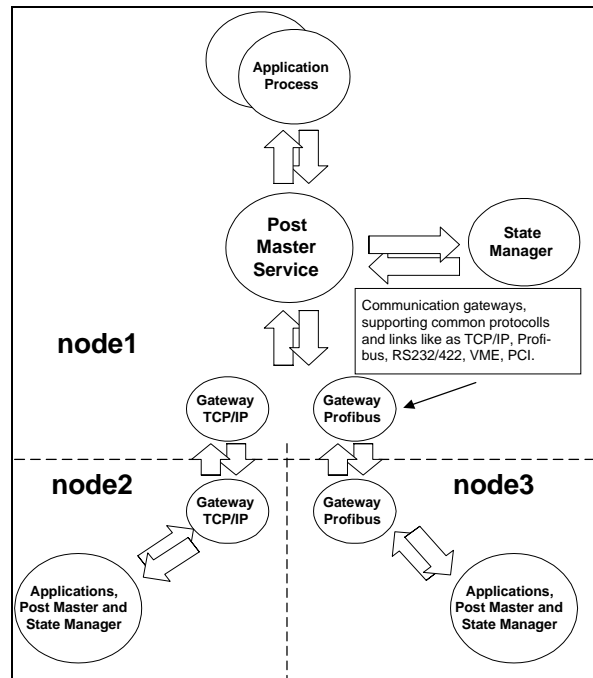 Application
Process
Post
Master
Service
State
Manager
Communication gateways,
supporting common protocolls
and links like as TCP/IP, Profi-
bus, RS232/422, VME, PCI.
node1
Gateway
TCP/IP
Gateway
Profibus
node2
node3
Gateway
TCP/IP
Gateway
Profibus
Applications,
Post Master and
State Manager
Applications,
Post Master and
State Manager